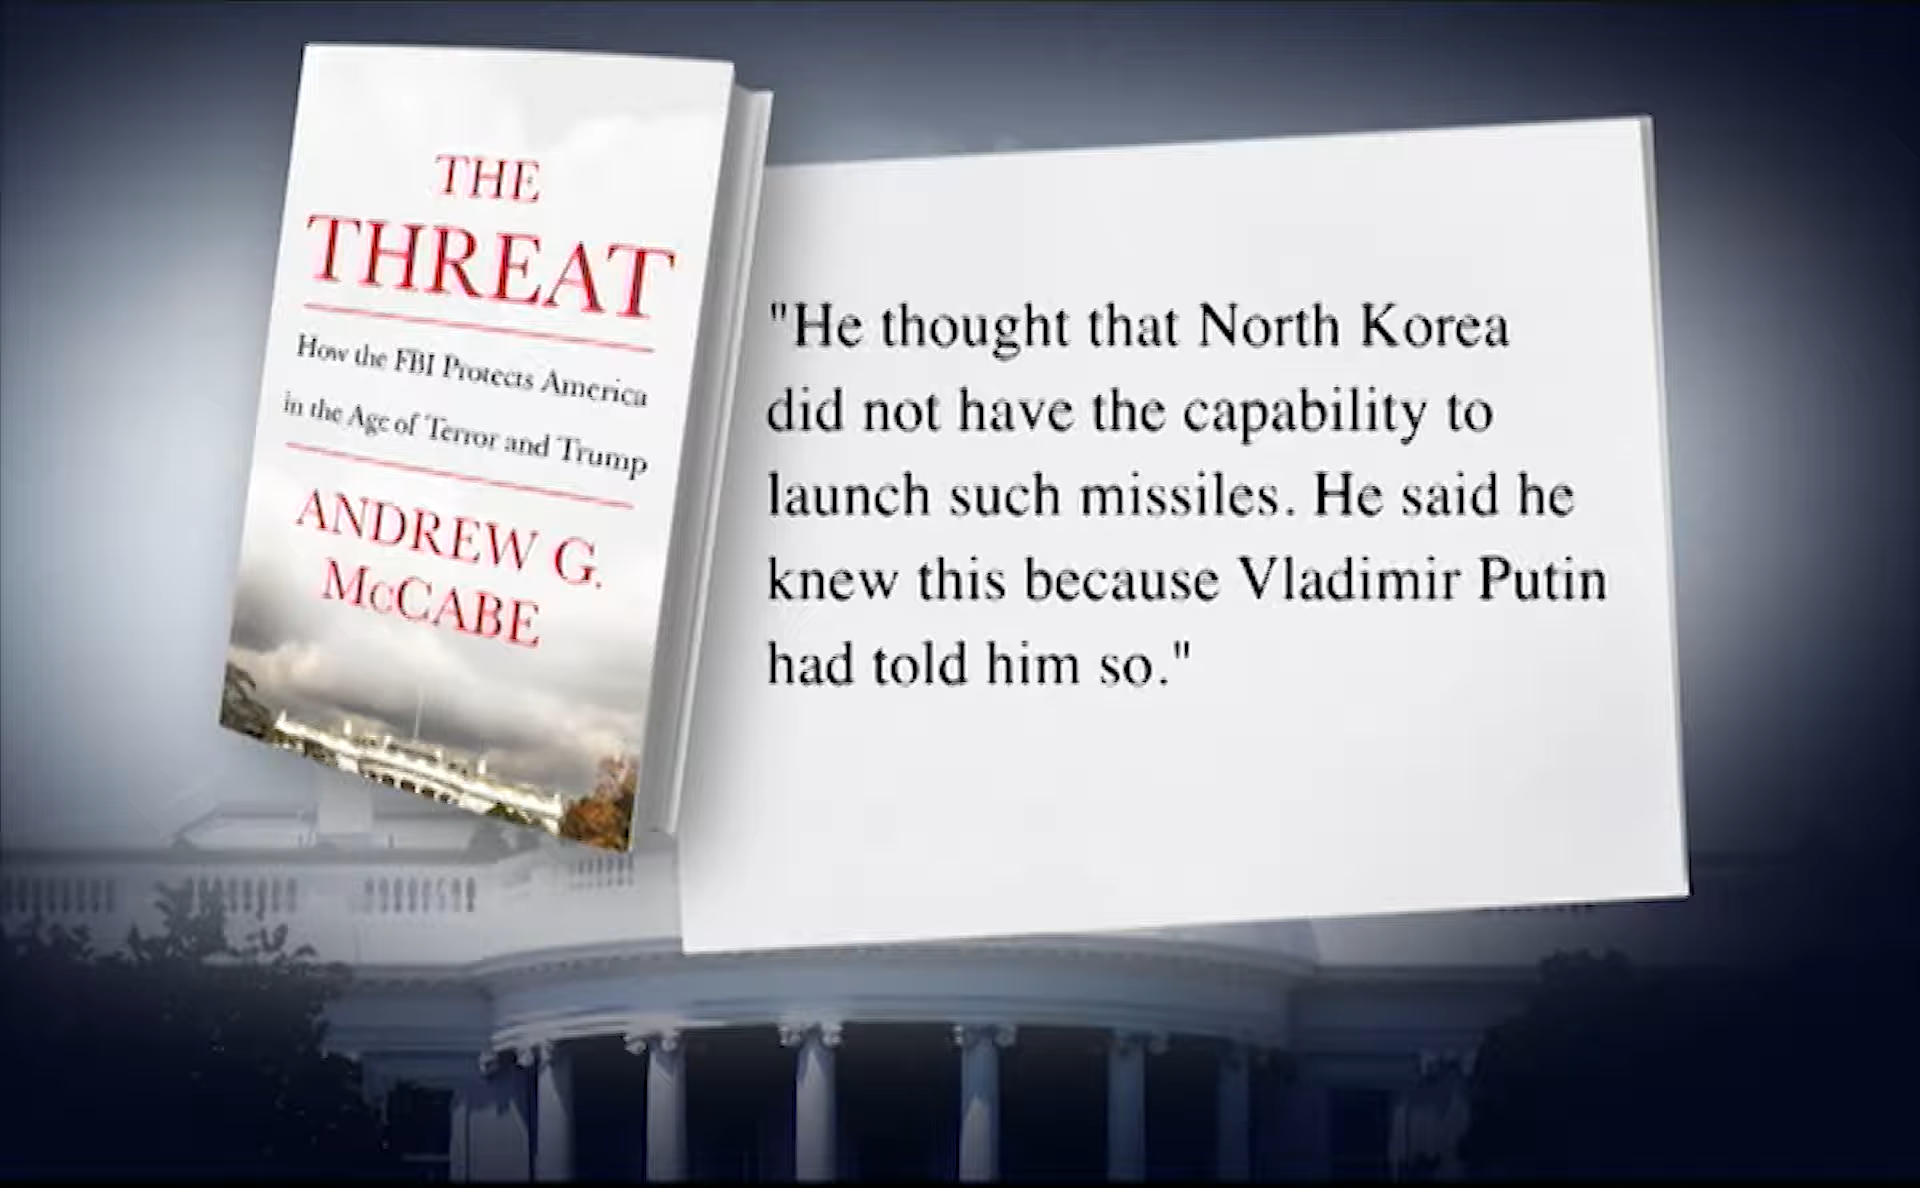 THE
THREAT
How the FBI Protects America
in the Age of Terror and Trump
ANDREW G.
McCABE
"He thought that North Korea
did not have the capability to
launch such missiles. He said he
knew this because Vladimir Putin
had told him so."